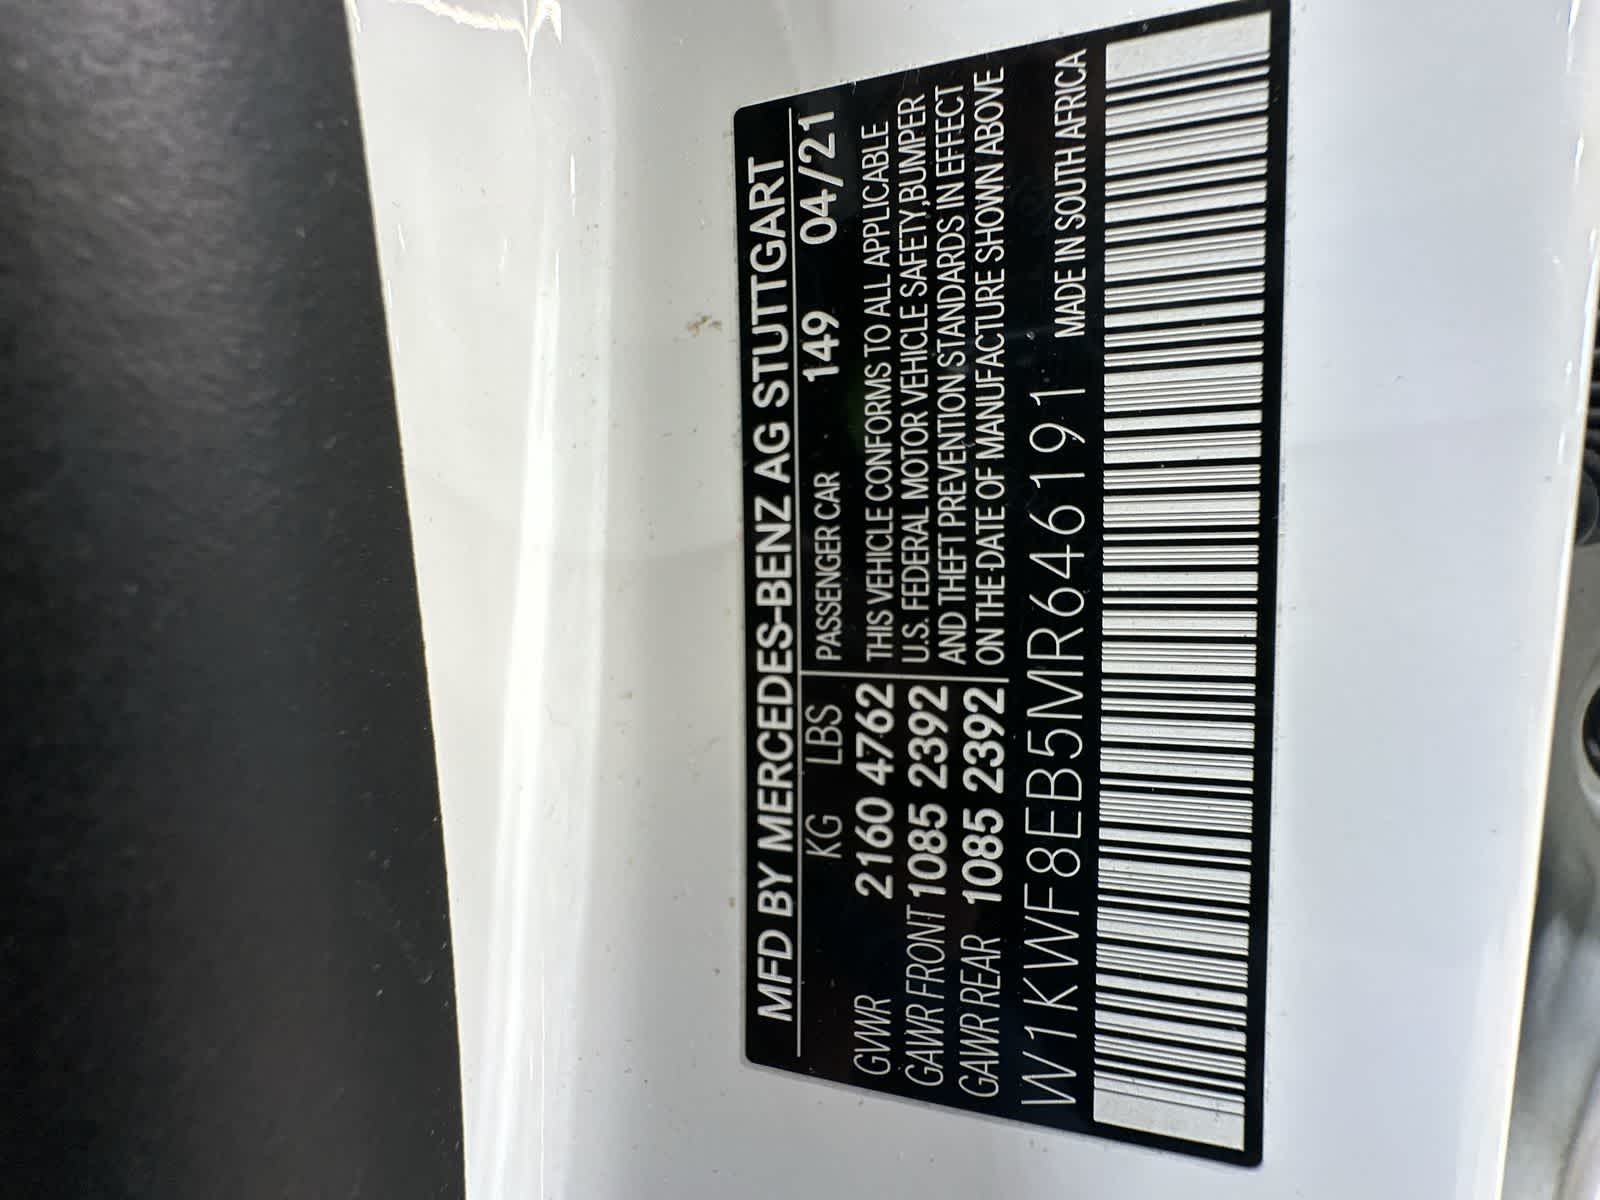 MFD BY MERCEDES-BENZ AG STUTTGART
KG LBS PASSENGER CAR 149 04/21
GVWR 2160 4762 THIS VEHICLE CONFORMS TO ALL APPLICABLE
GAWR FRONT 1085 2392 U.S. FEDERAL MOTOR VEHICLE SAFETY,BUMPER
AND THEFT PREVENTION STANDARDS IN EFFECT
GAWR REAR 1085 2392 ON THE DATE OF MANUFACTURE SHOWN ABOVE
W1KWF8EB5MR646191 MADE IN SOUTH AFRICA